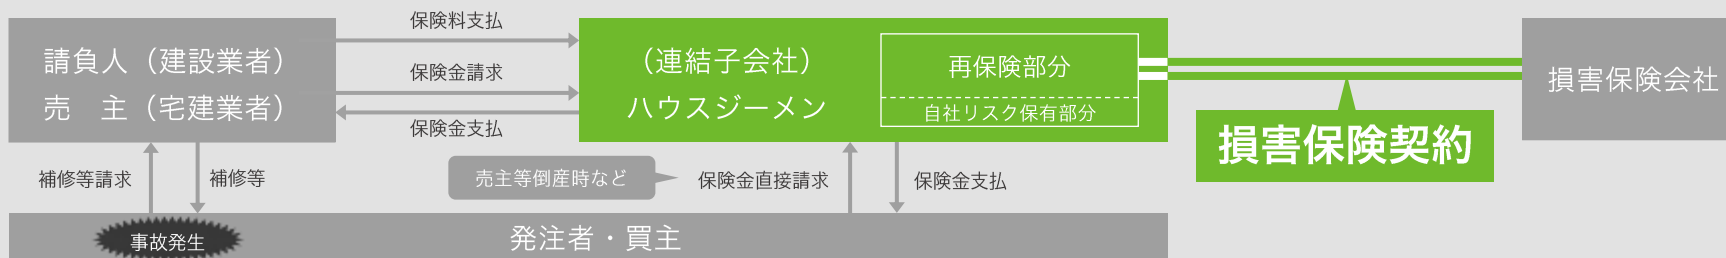 保険料支払
請負人（建設業者）
売　主（宅建業者）
保険金請求
保険金支払
（連結子会社）
ハウスジーメン
再保険部分
自社リスク保有部分
損害保険会社
損害保険契約
補修等請求
補修等
売主等倒産時など
保険金直接請求
保険金支払
事故発生
発注者・買主